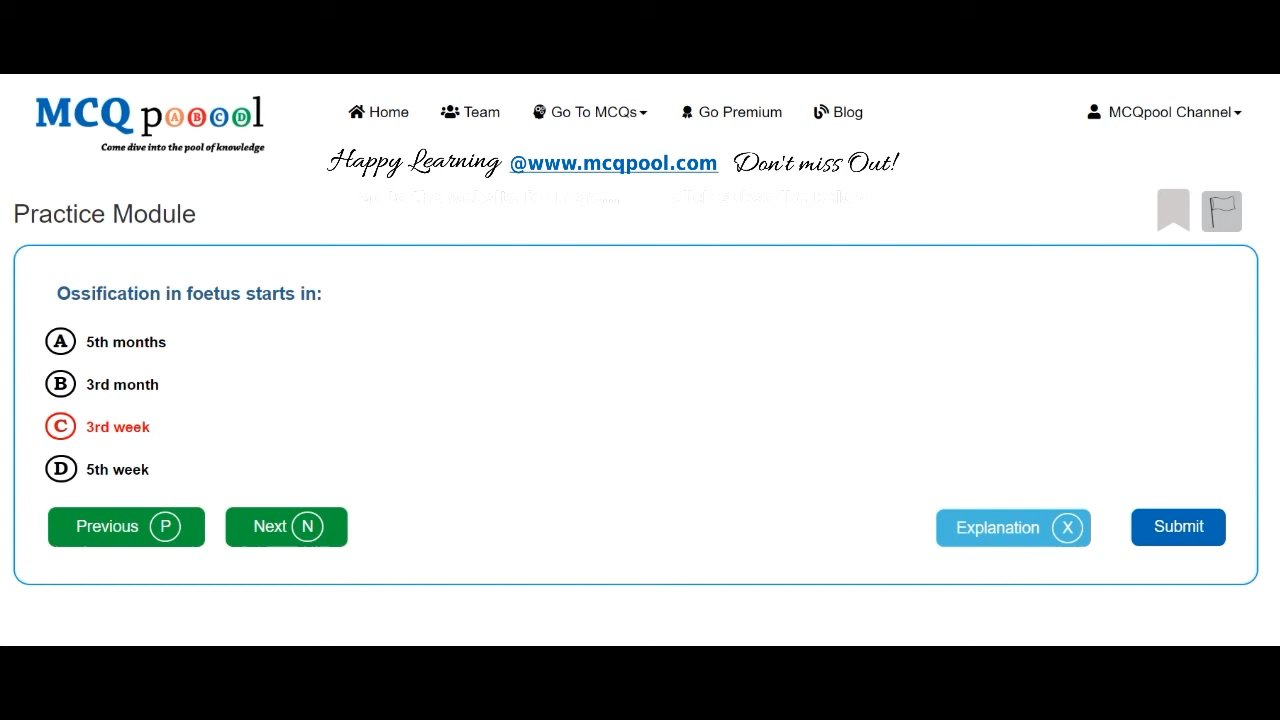 MCQ pABCDl
Come dive into the pool of knowledge
Home Team Go To MCQs Go Premium Blog MCQpool Channel
Happy Learning @www.mcqpool.com Don't miss Out!
Practice Module
Ossification in foetus starts in:
A 5th months
B 3rd month
C 3rd week
D 5th week
Previous P Next N Explanation X Submit